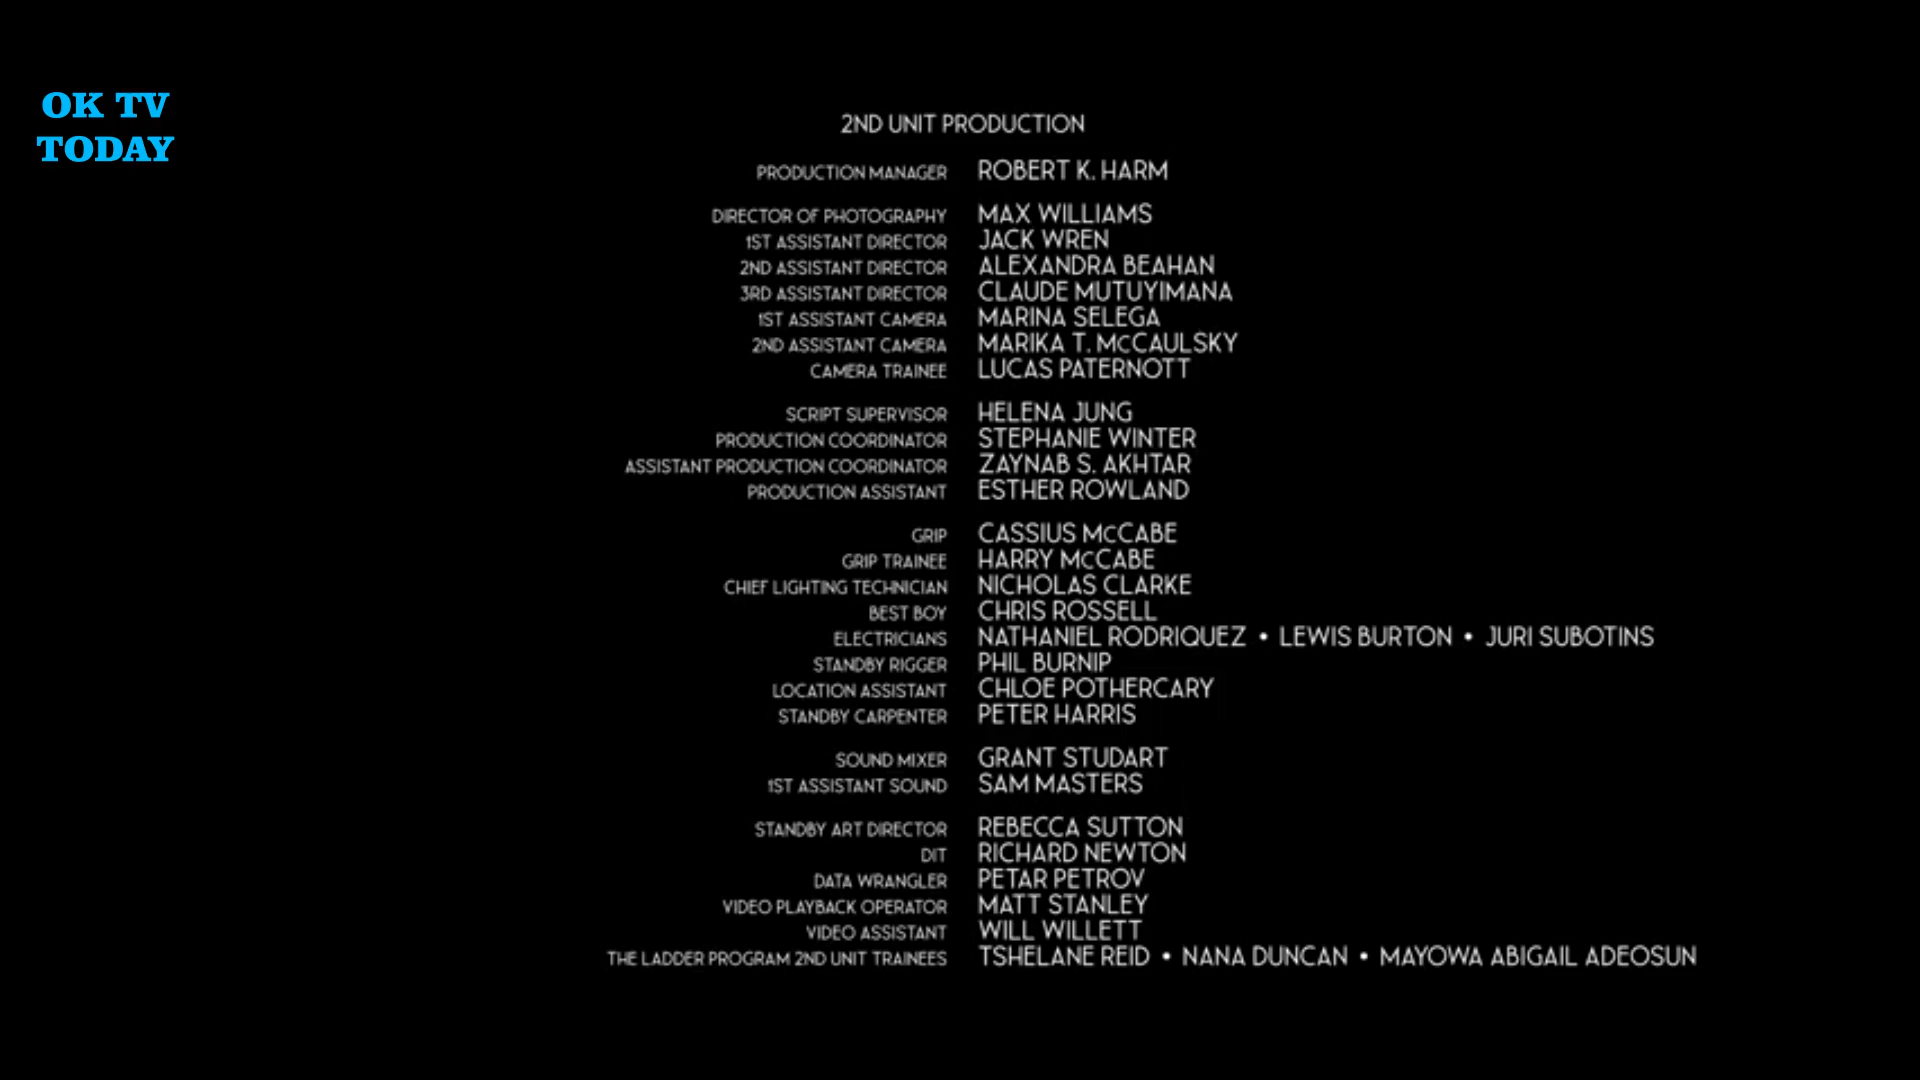 OK TV
TODAY
2ND UNIT PRODUCTION
PRODUCTION MANAGER ROBERT K. HARM
DIRECTOR OF PHOTOGRAPHY MAX WILLIAMS
1ST ASSISTANT DIRECTOR JACK WREN
2ND ASSISTANT DIRECTOR ALEXANDRA BEAHAN
3RD ASSISTANT DIRECTOR CLAUDE MUTUYIMANA
1ST ASSISTANT CAMERA MARINA SELEGA
2ND ASSISTANT CAMERA MARIKA T. McCAULSKY
CAMERA TRAINEE LUCAS PATERNOTT
SCRIPT SUPERVISOR HELENA JUNG
PRODUCTION COORDINATOR STEPHANIE WINTER
ASSISTANT PRODUCTION COORDINATOR ZAYNAB S. AKHTAR
PRODUCTION ASSISTANT ESTHER ROWLAND
GRIP CASSIUS McCABE
GRIP TRAINEE HARRY McCABE
CHIEF LIGHTING TECHNICIAN NICHOLAS CLARKE
BEST BOY CHRIS ROSSELL
ELECTRICIANS NATHANIEL RODRIQUEZ • LEWIS BURTON • JURI SUBOTINS
STANDBY RIGGER PHIL BURNIP
LOCATION ASSISTANT CHLOE POTHERCARY
STANDBY CARPENTER PETER HARRIS
SOUND MIXER GRANT STUDART
1ST ASSISTANT SOUND SAM MASTERS
STANDBY ART DIRECTOR REBECCA SUTTON
DIT RICHARD NEWTON
DATA WRANGLER PETAR PETROV
VIDEO PLAYBACK OPERATOR MATT STANLEY
VIDEO ASSISTANT WILL WILLETT
THE LADDER PROGRAM 2ND UNIT TRAINEES TSHELANE REID • NANA DUNCAN • MAYOWA ABIGAIL ADEOSUN